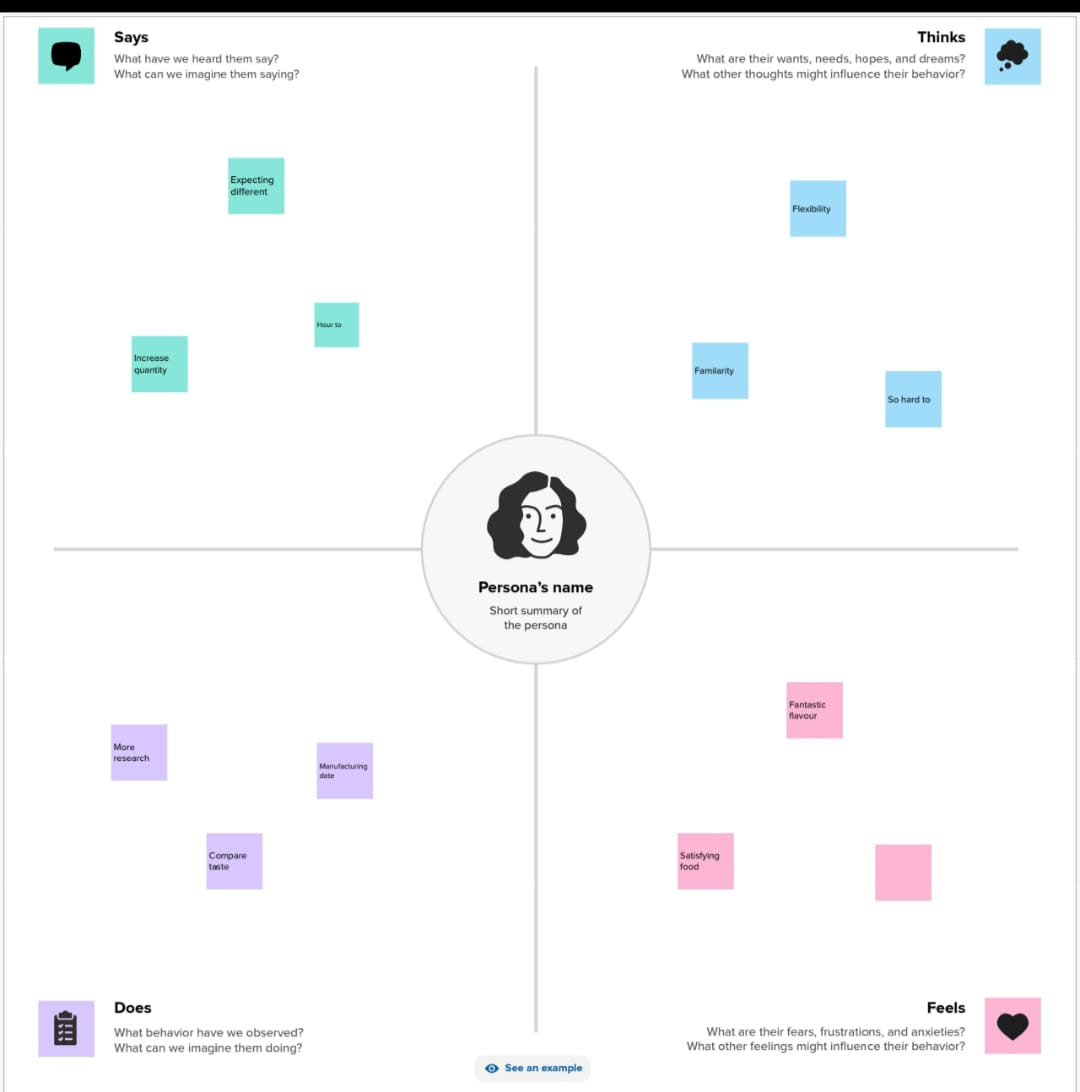 Says
What have we heard them say?
What can we imagine them saying?
Thinks
What are their wants, needs, hopes, and dreams?
What other thoughts might influence their behavior?
Expecting
different
Hour to
Increase
quantity
Flexibility
Familarity
So hard to
Persona's name
Short summary of
the persona
More
research
Manufacturing
date
Compare
taste
Fantastic
flavour
Satisfying
food
Does
What behavior have we observed?
What can we imagine them doing?
Feels
What are their fears, frustrations, and anxieties?
What other feelings might influence their behavior?
See an example